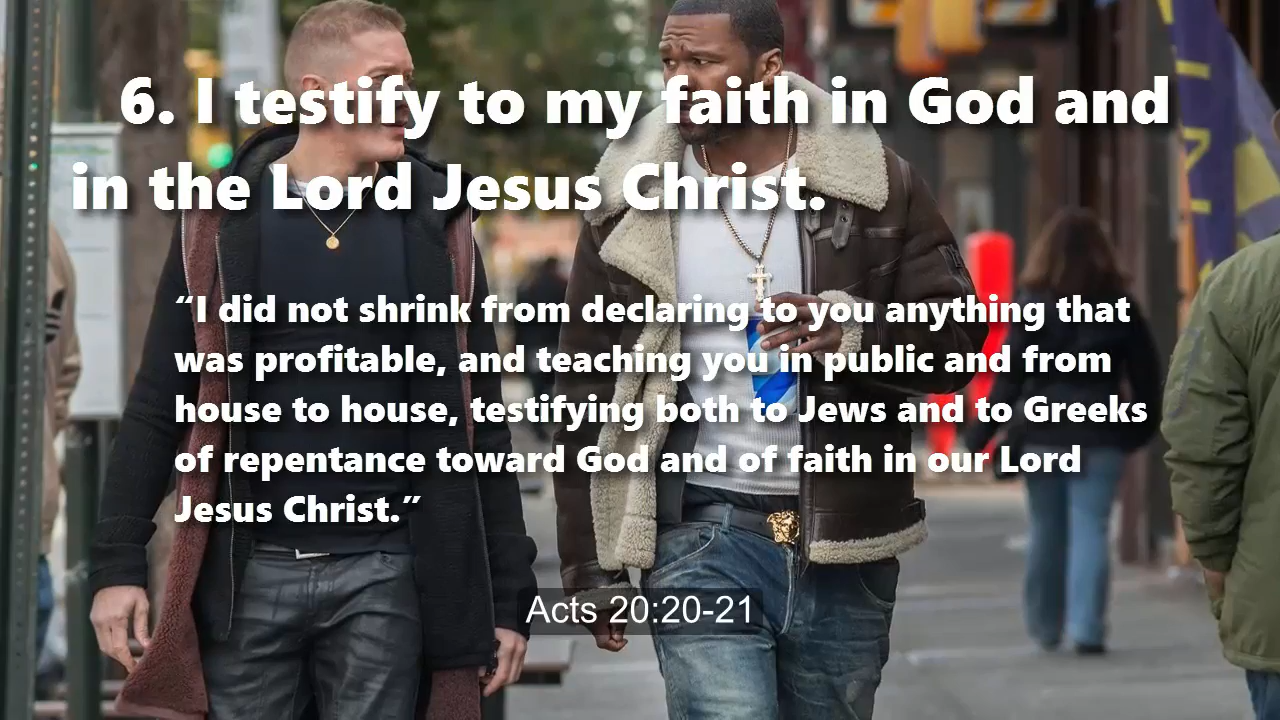 6. I testify to my faith in God and
in the Lord Jesus Christ.
“I did not shrink from declaring to you anything that
was profitable, and teaching you in public and from
house to house, testifying both to Jews and to Greeks
of repentance toward God and of faith in our Lord
Jesus Christ.”
Acts 20:20-21